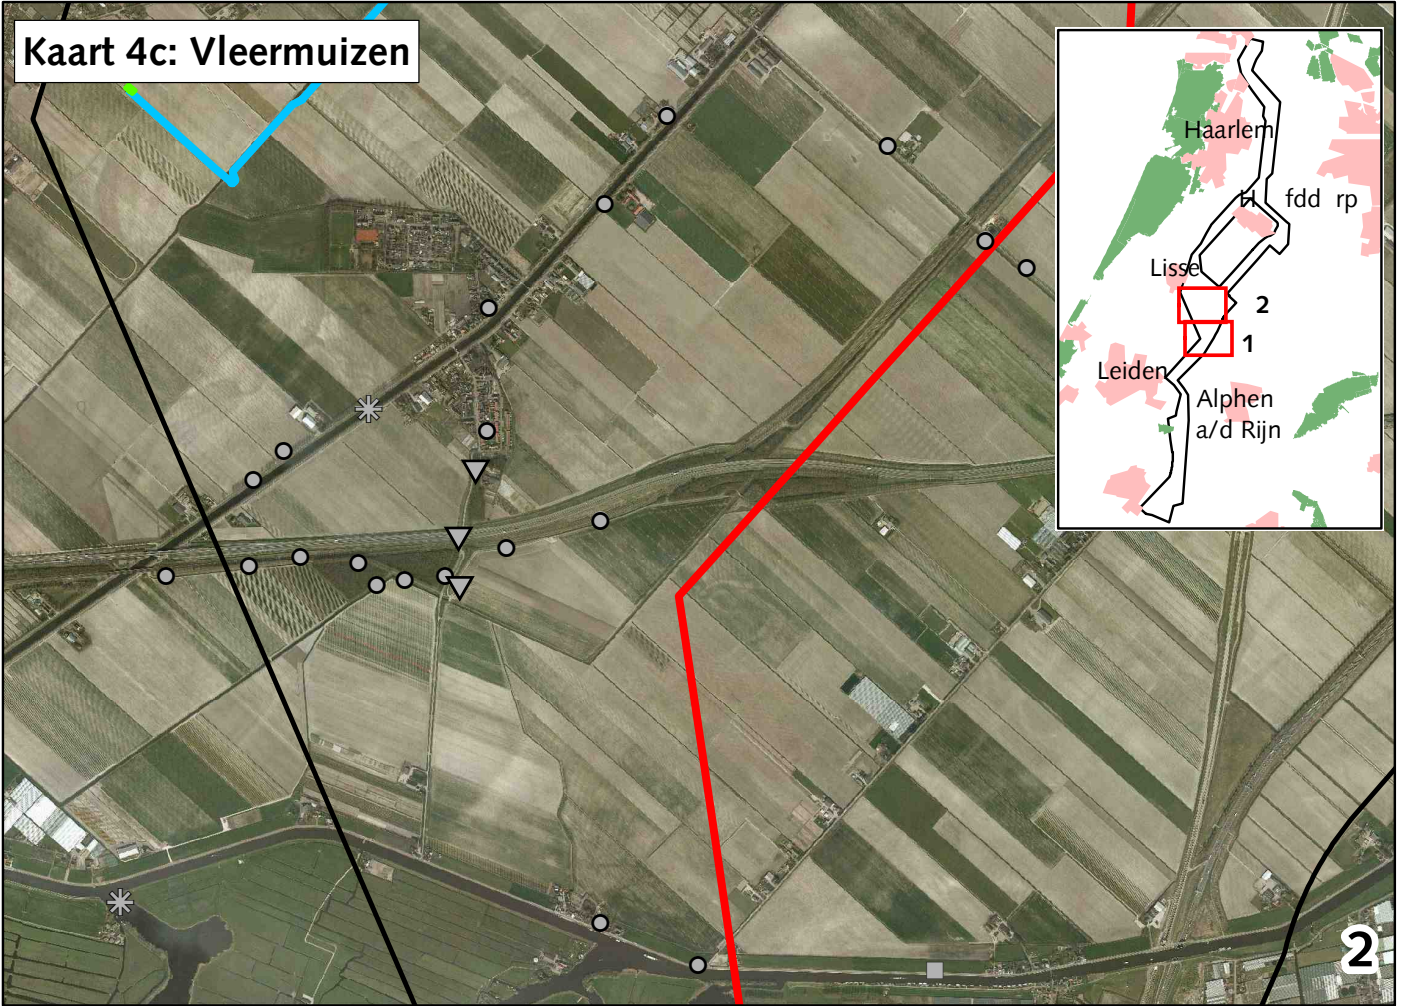 Kaart 4c: Vleermuizen
Haarlem
H fdd rp
Lisse
2
1
Leiden
Alphen
a/d Rijn
2